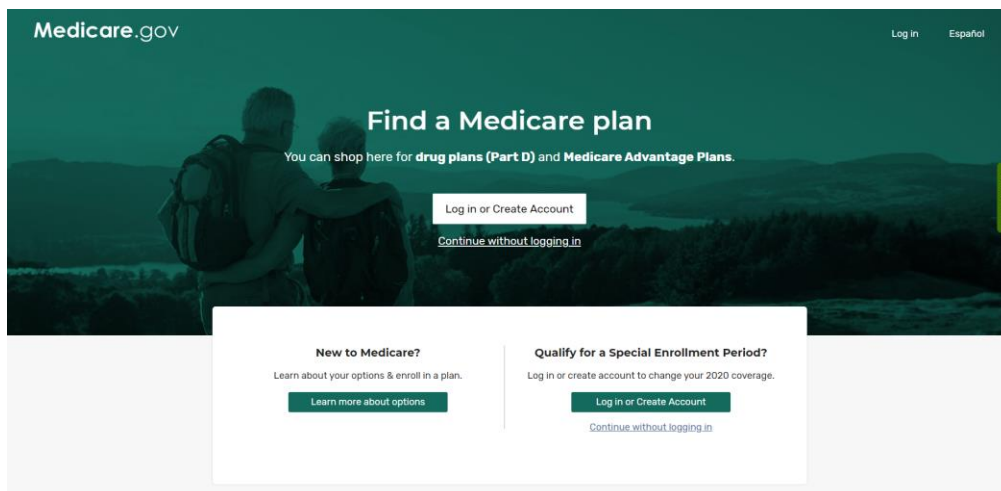 Medicare.gov
Log in Español
Find a Medicare plan
You can shop here for drug plans (Part D) and Medicare Advantage Plans.
Log in or Create Account
Continue without logging in
New to Medicare?
Learn about your options & enroll in a plan.
Learn more about options
Qualify for a Special Enrollment Period?
Log in or create account to change your 2020 coverage.
Log in or Create Account
Continue without logging in